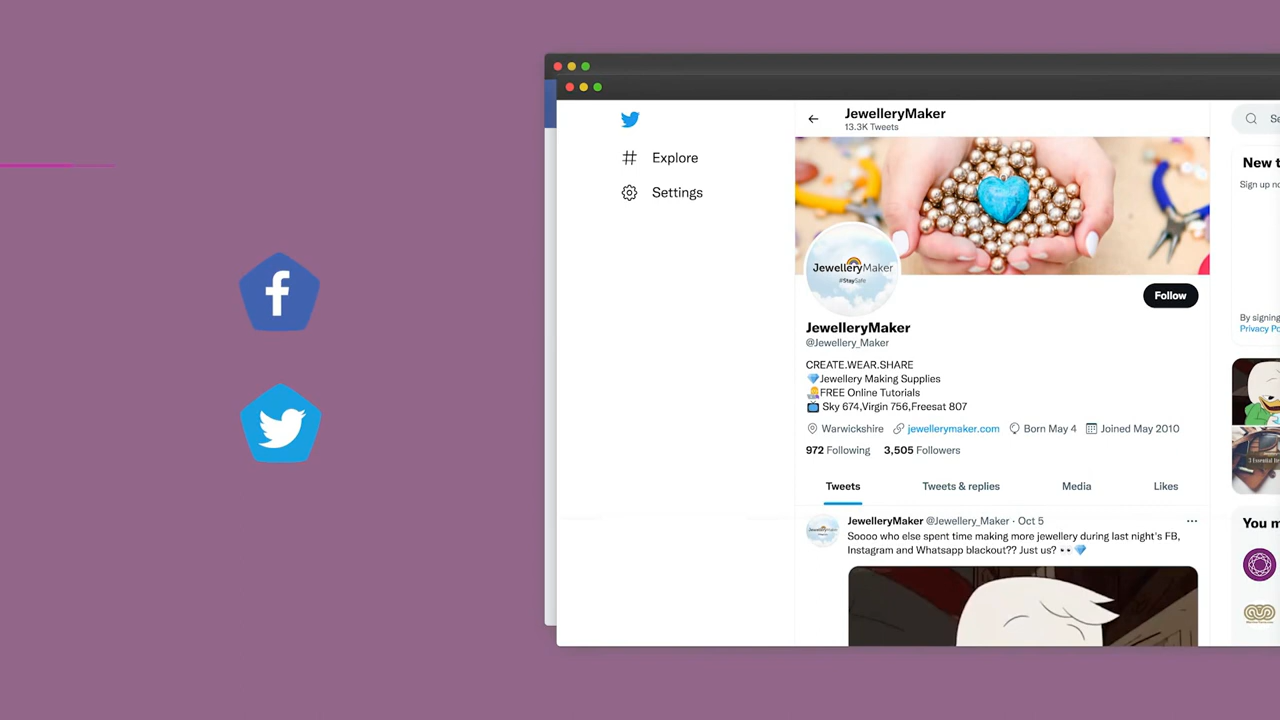 JewelleryMaker
13.3K Tweets
Explore
Settings
JewelleryMaker
#StaySafe
Follow
JewelleryMaker
@Jewellery_Maker
CREATE.WEAR.SHARE
Jewellery Making Supplies
FREE Online Tutorials
Sky 674,Virgin 756,Freesat 807
Warwickshire jewellerymaker.com Born May 4 Joined May 2010
972 Following 3,505 Followers
Tweets Tweets & replies Media Likes
JewelleryMaker @Jewellery_Maker · Oct 5
Soooo who else spent time making more jewellery during last night's FB,
Instagram and Whatsapp blackout?? Just us?
New
Sign up
By signing
Privacy
You